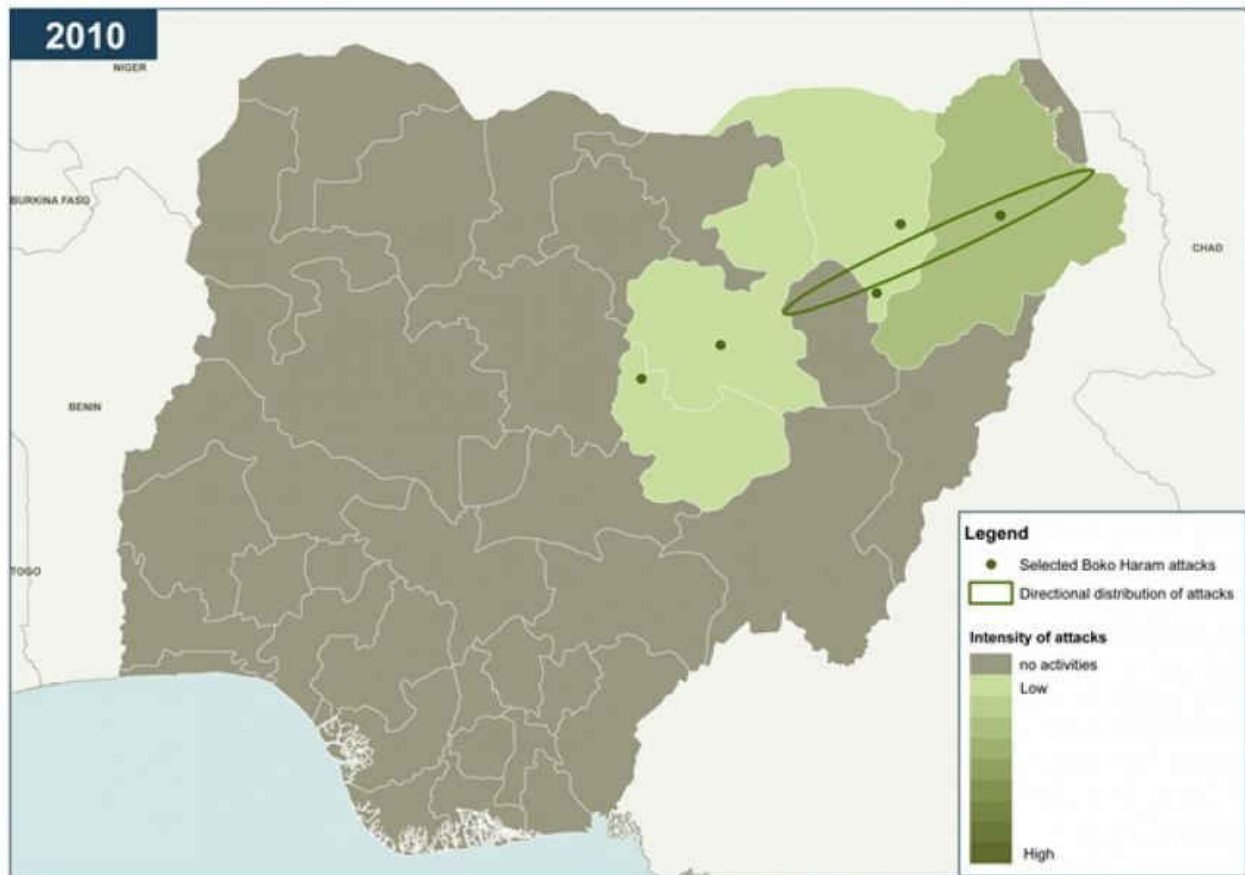 2010
NIGER
BURKINA FASO
CHAD
BENIN
TOGO
Legend
Selected Boko Haram attacks
Directional distribution of attacks
Intensity of attacks
no activities
Low
High